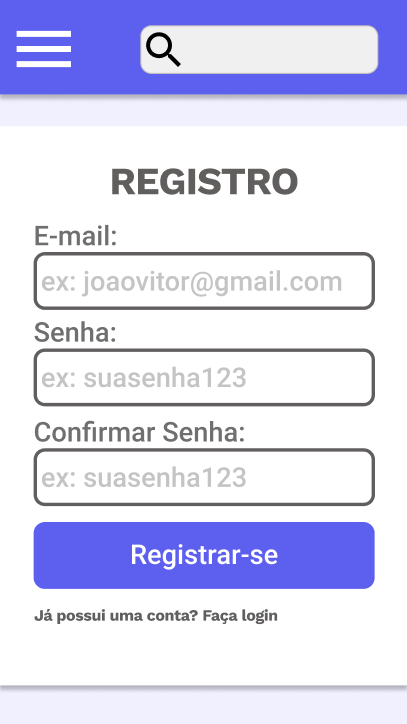 REGISTRO
E-mail:
ex: joaovitor@gmail.com
Senha:
ex: suasenha123
Confirmar Senha:
ex: suasenha123
Registrar-se
Já possui uma conta? Faça login